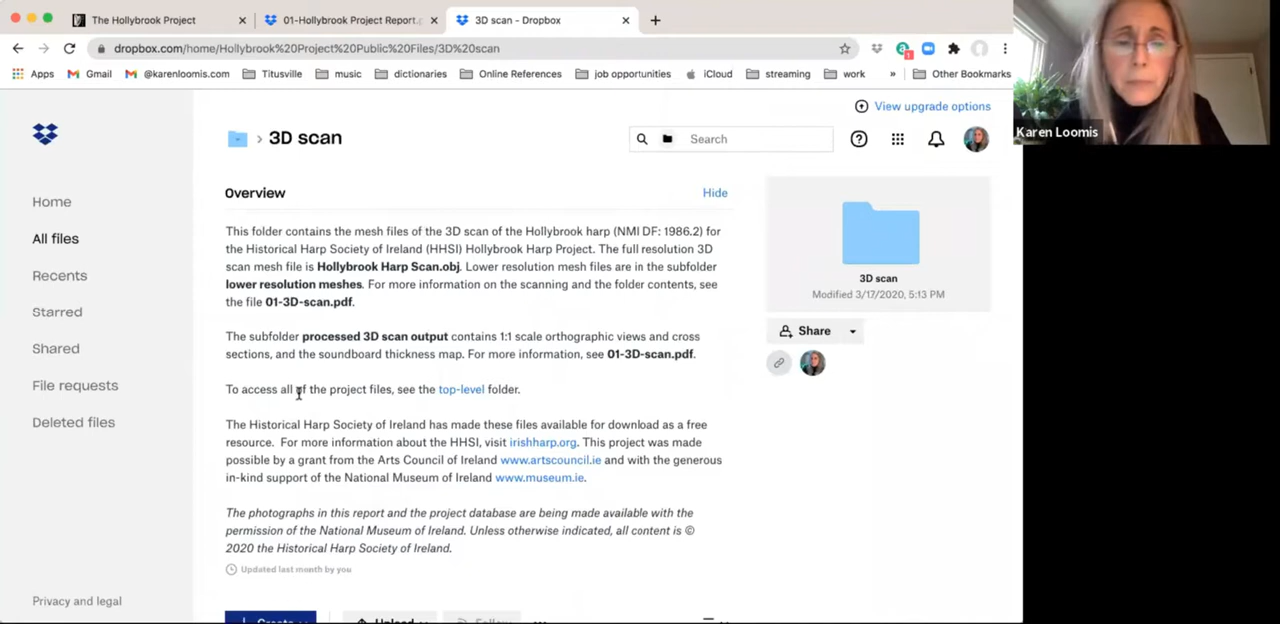 The Hollybrook Project
01-Hollybrook Project Report.
3D scan - Dropbox
dropbox.com/home/Hollybrook%20Project%20Public%20Files/3D%20scan
Apps Gmail @karenloomis.com Titusville music dictionaries Online References job opportunities iCloud streaming work » Other Bookmarks
Karen Loomis
View upgrade options
3D scan
Search
Home
All files
Recents
Starred
Shared
File requests
Deleted files
Privacy and legal
Overview
Hide
This folder contains the mesh files of the 3D scan of the Hollybrook harp (NMI DF: 1986.2) for
the Historical Harp Society of Ireland (HHSI) Hollybrook Harp Project. The full resolution 3D
scan mesh file is Hollybrook Harp Scan.obj. Lower resolution mesh files are in the subfolder
lower resolution meshes. For more information on the scanning and the folder contents, see
the file 01-3D-scan.pdf.
The subfolder processed 3D scan output contains 1:1 scale orthographic views and cross
sections, and the soundboard thickness map. For more information, see 01-3D-scan.pdf.
To access all of the project files, see the top-level folder.
The Historical Harp Society of Ireland has made these files available for download as a free
resource. For more information about the HHSI, visit irishharp.org. This project was made
possible by a grant from the Arts Council of Ireland www.artscouncil.ie and with the generous
in-kind support of the National Museum of Ireland www.museum.ie.
The photographs in this report and the project database are being made available with the
permission of the National Museum of Ireland. Unless otherwise indicated, all content is ©
2020 the Historical Harp Society of Ireland.
Updated last month by you
Create
Upload
Follow
3D scan
Modified 3/17/2020, 5:13 PM
Share